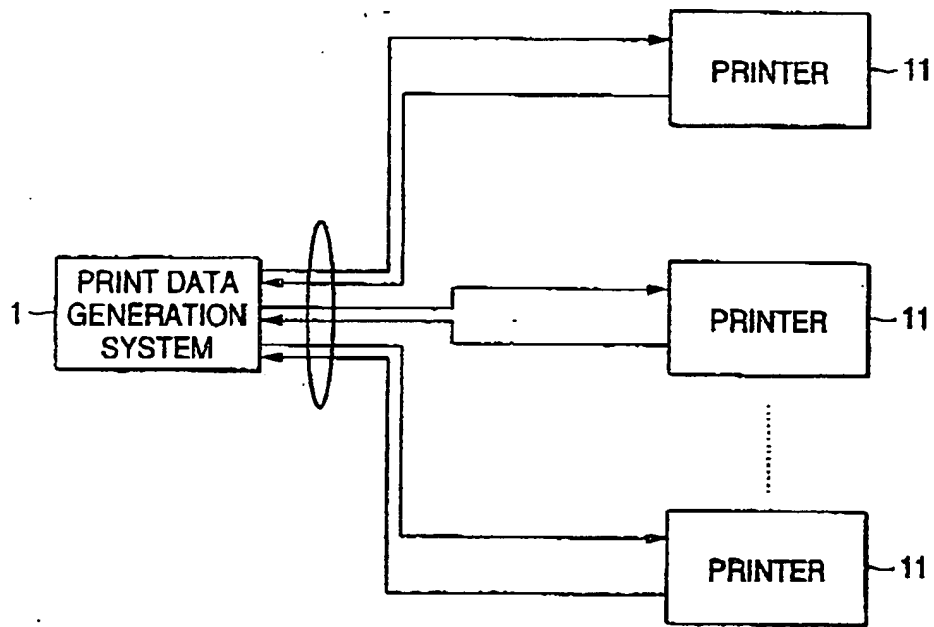 PRINTER
11
PRINT DATA
GENERATION
SYSTEM
1
PRINTER
11
PRINTER
11